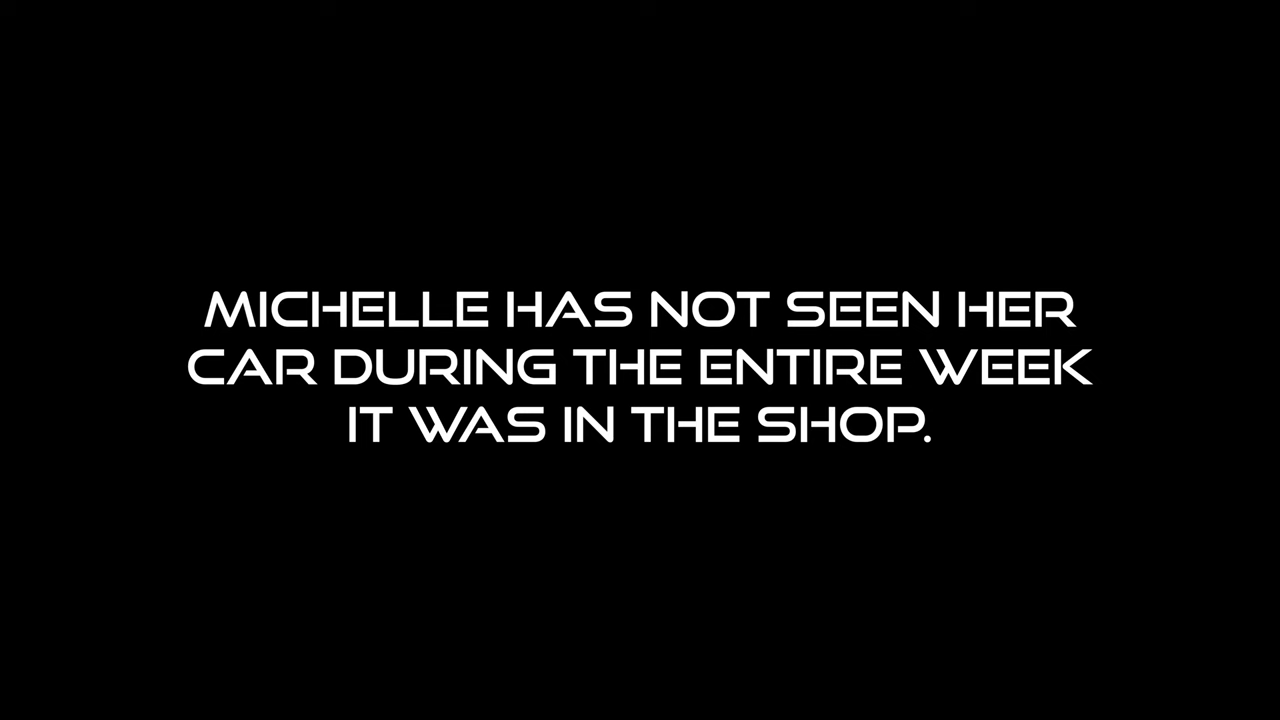 MICHELLE HAS NOT SEEN HER
CAR DURING THE ENTIRE WEEK
IT WAS IN THE SHOP.